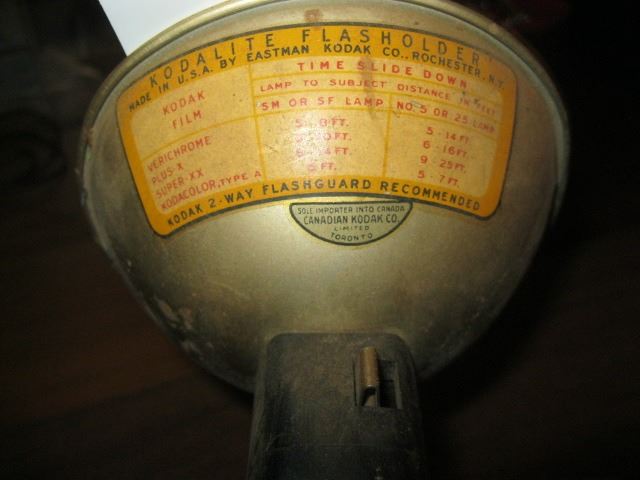 KODALITE FLASHOLDER
MADE IN U.S.A. BY EASTMAN KODAK CO., ROCHESTER, N.Y.
TIME SLIDE DOWN
KODAK FILM
LAMP TO SUBJECT DISTANCE IN FEET
SM OR SF LAMP NO. 5 OR 25 LAMP
VERICHROME 5 - 14 FT.
PLUS-X 6 - 16 FT.
SUPER-XX 9 - 25 FT.
KODACOLOR, TYPE A 5 - 7 FT.
KODAK 2-WAY FLASHGUARD RECOMMENDED
SOLE IMPORTER INTO CANADA
CANADIAN KODAK CO.
LIMITED
TORONTO